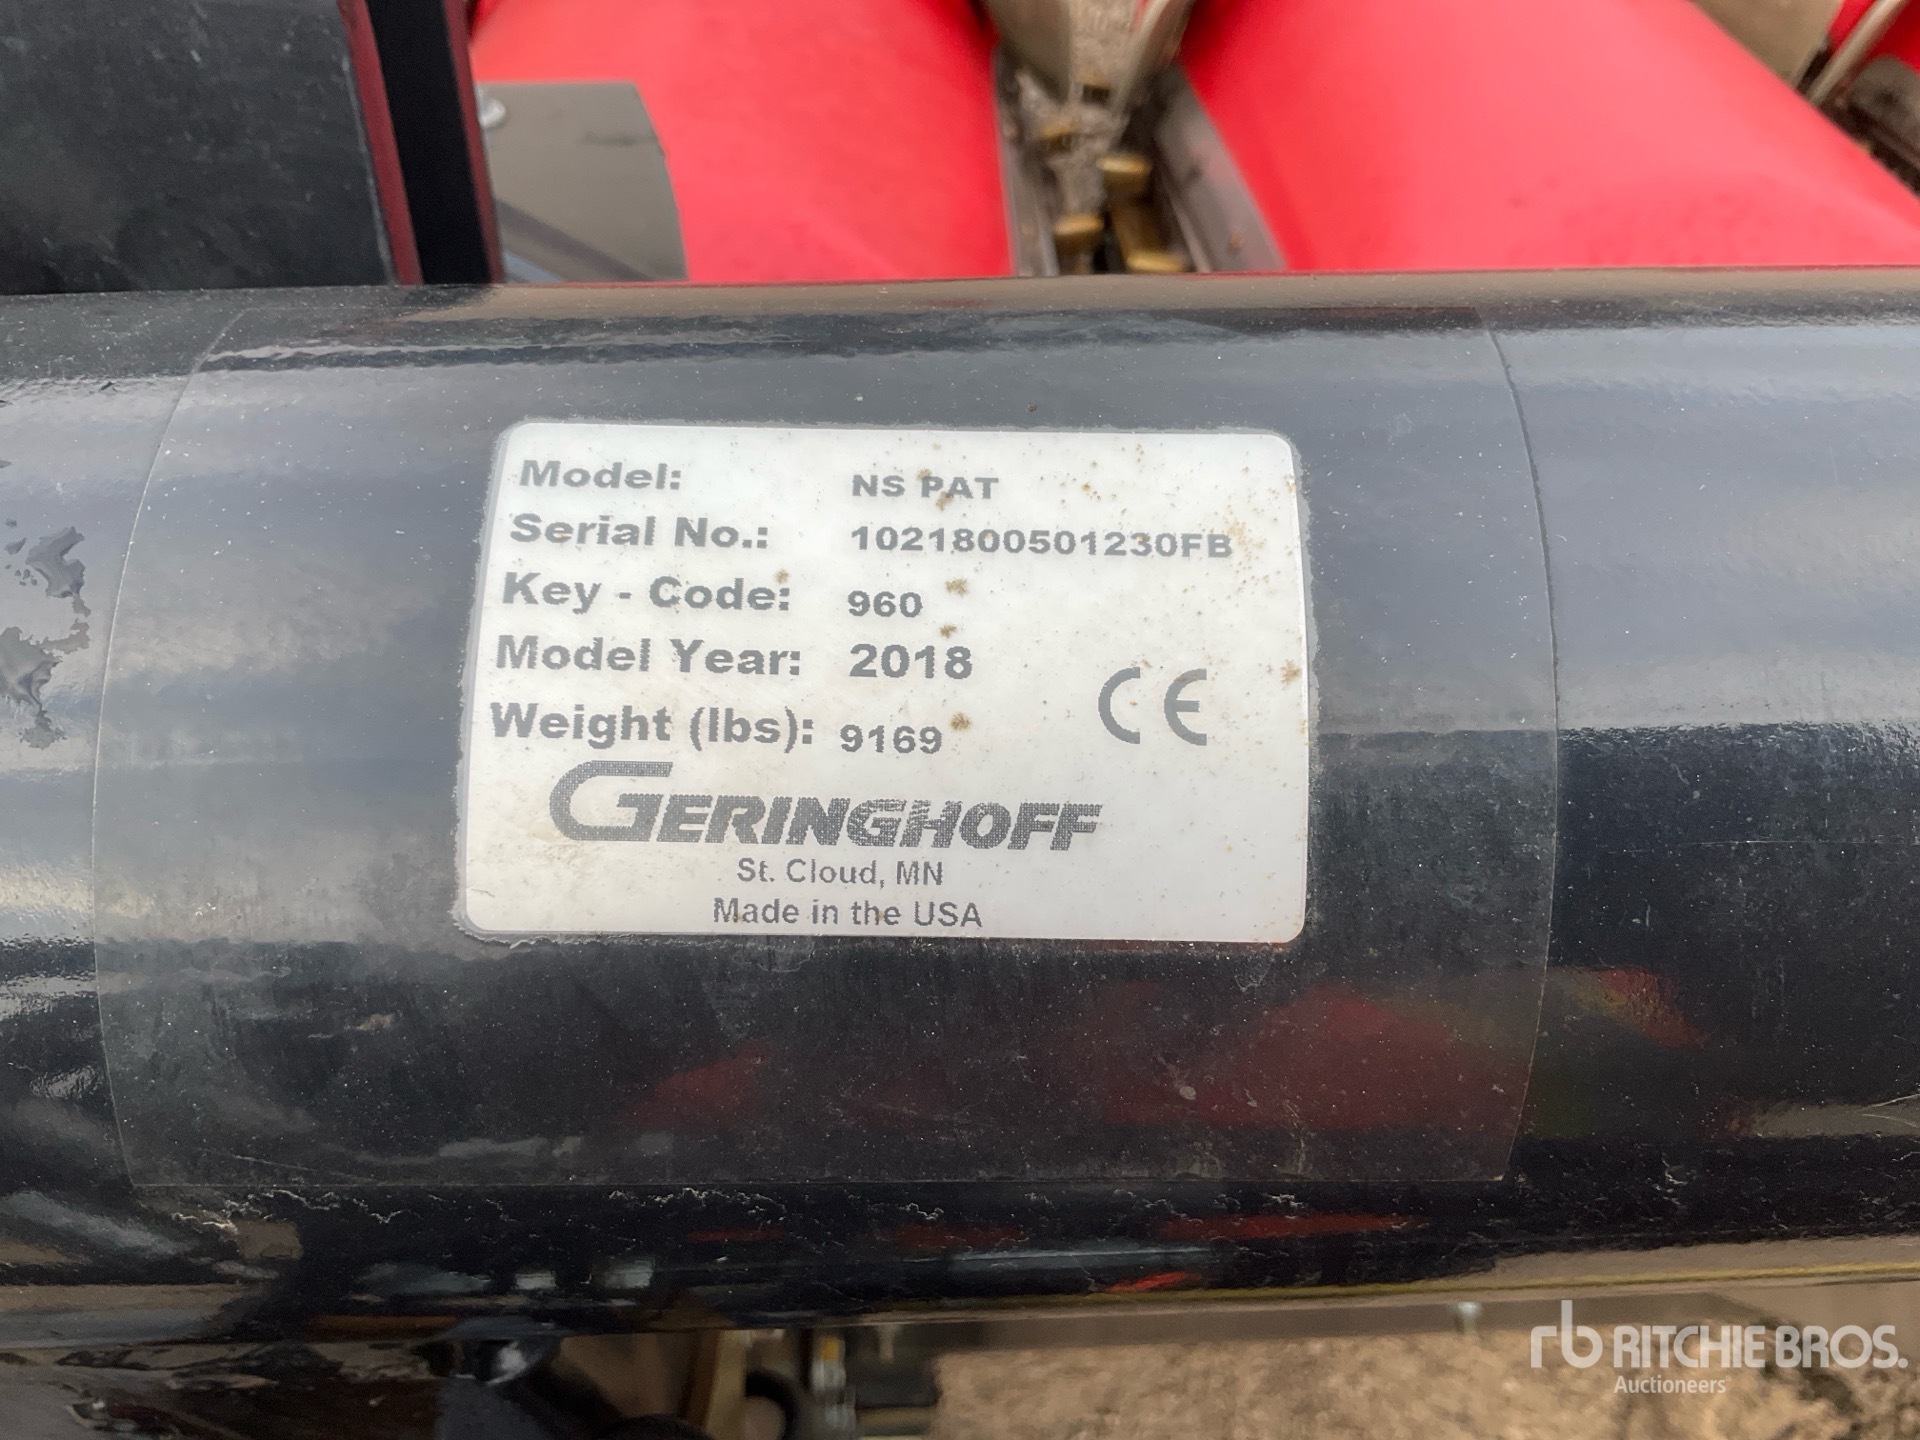 Model: NS PAT
Serial No.: 1021800501230FB
Key - Code: 960
Model Year: 2018
Weight (lbs): 9169
CE
GERINGHOFF
St. Cloud, MN
Made in the USA
rb RITCHIE BROS.
Auctioneers